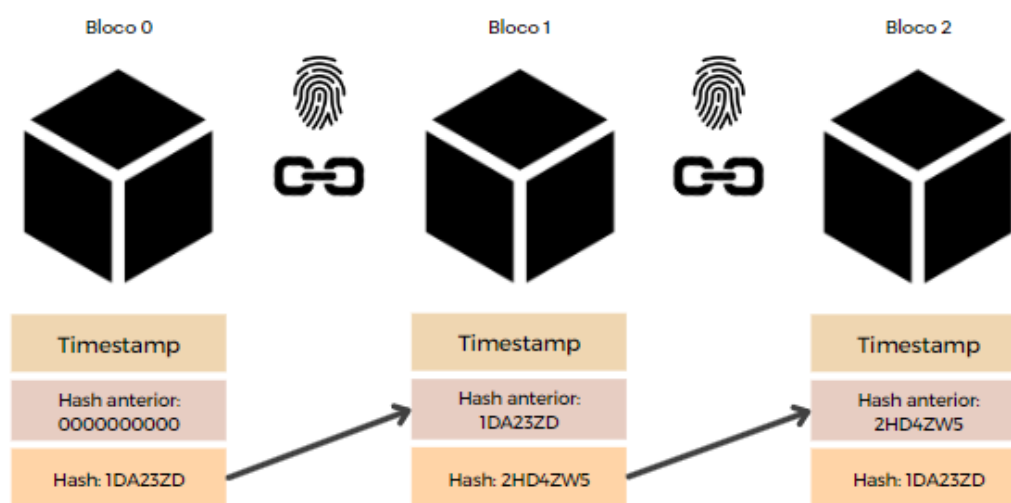 Bloco 0
Bloco 1
Bloco 2
Timestamp
Timestamp
Timestamp
Hash anterior:
0000000000
Hash anterior:
1DA23ZD
Hash anterior:
2HD4ZW5
Hash: 1DA23ZD
Hash: 2HD4ZW5
Hash: 1DA23ZD